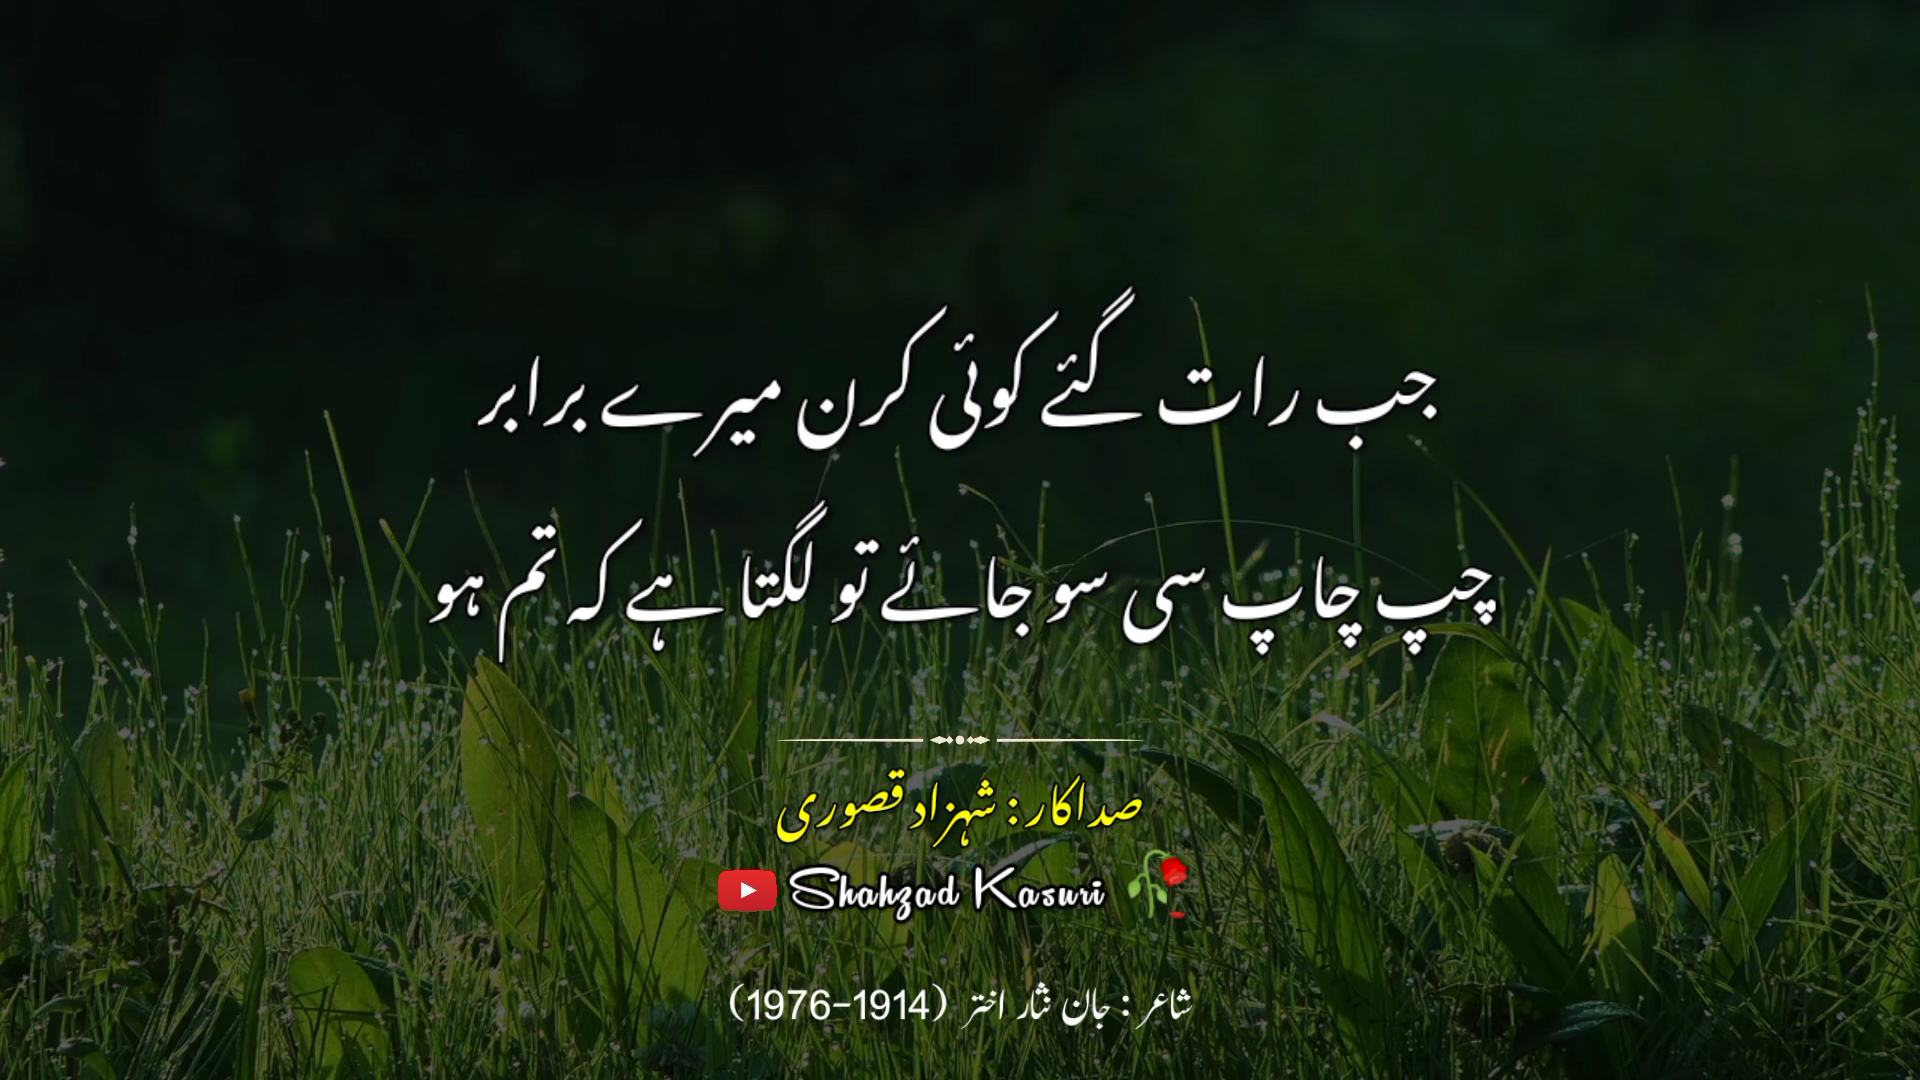 جب رات گئے کوئی کرن میرے برابر
چپ چاپ سی سو جائے تو لگتا ہے کہ تم ہو
صداکار: شہزاد قصوری
Shahzad Kasuri
شاعر : جان نثار اختر (1914-1976)